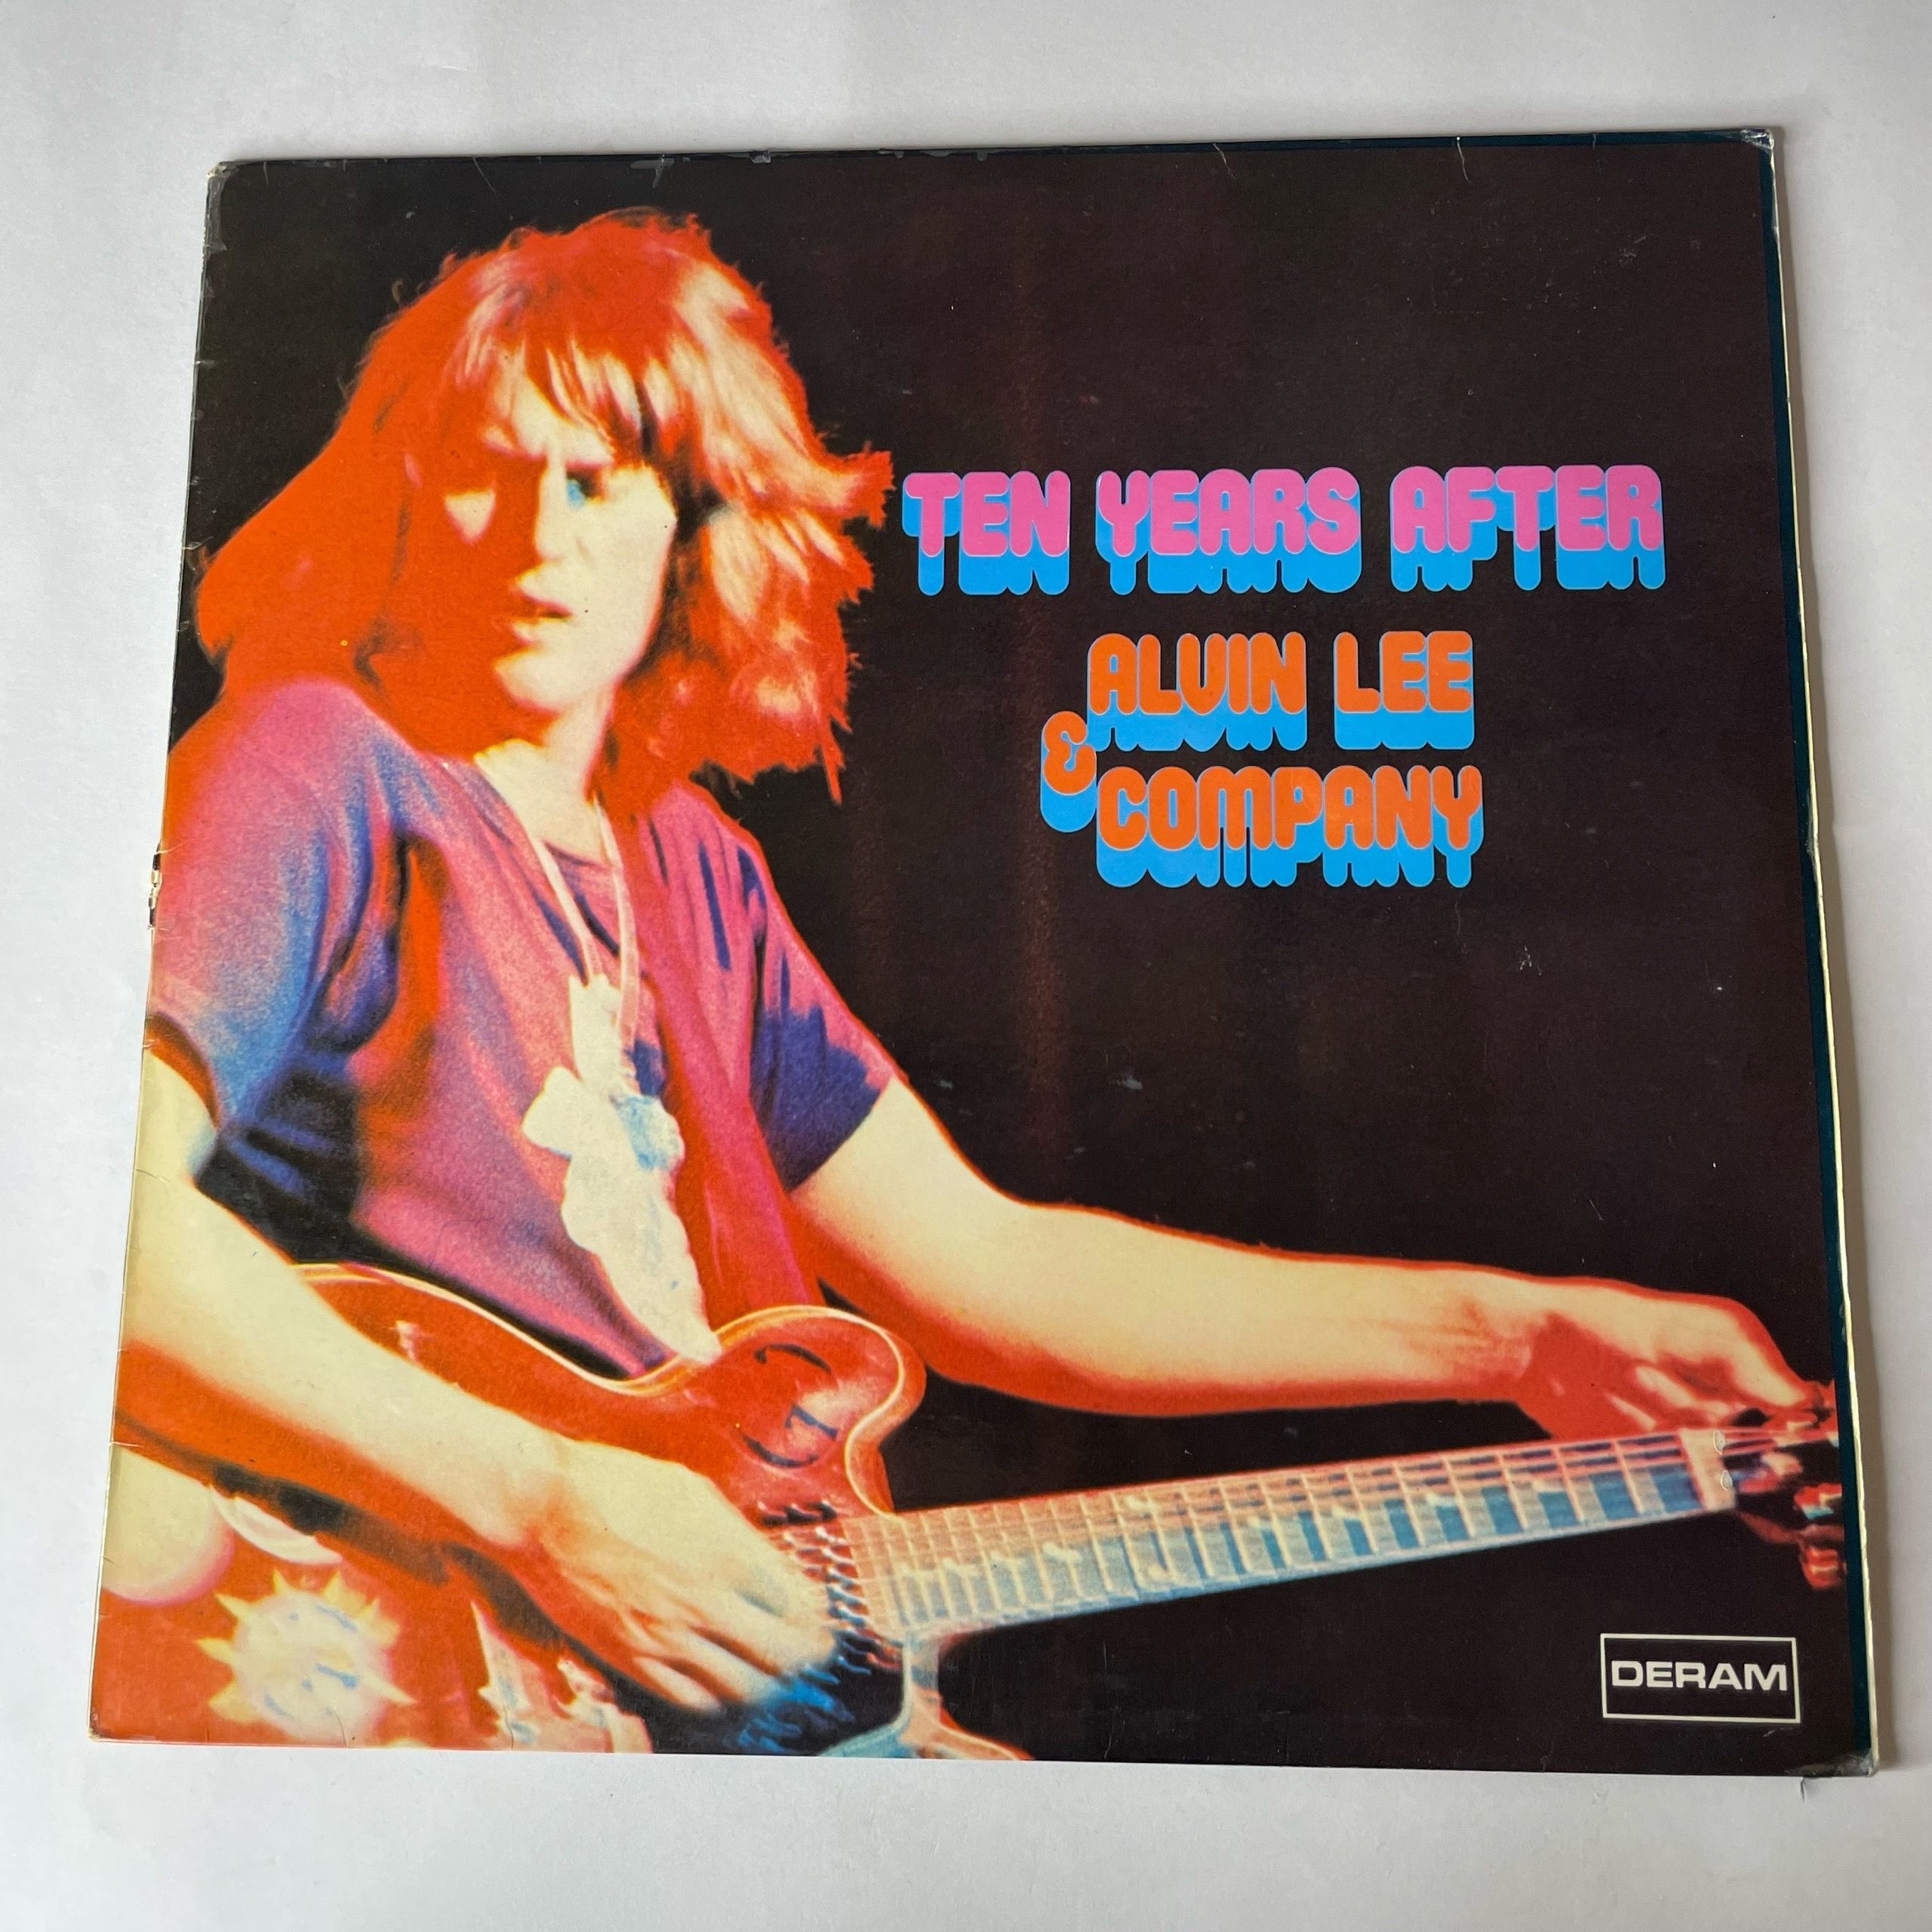 TEN YEARS AFTER
ALVIN LEE
& COMPANY
DERAM